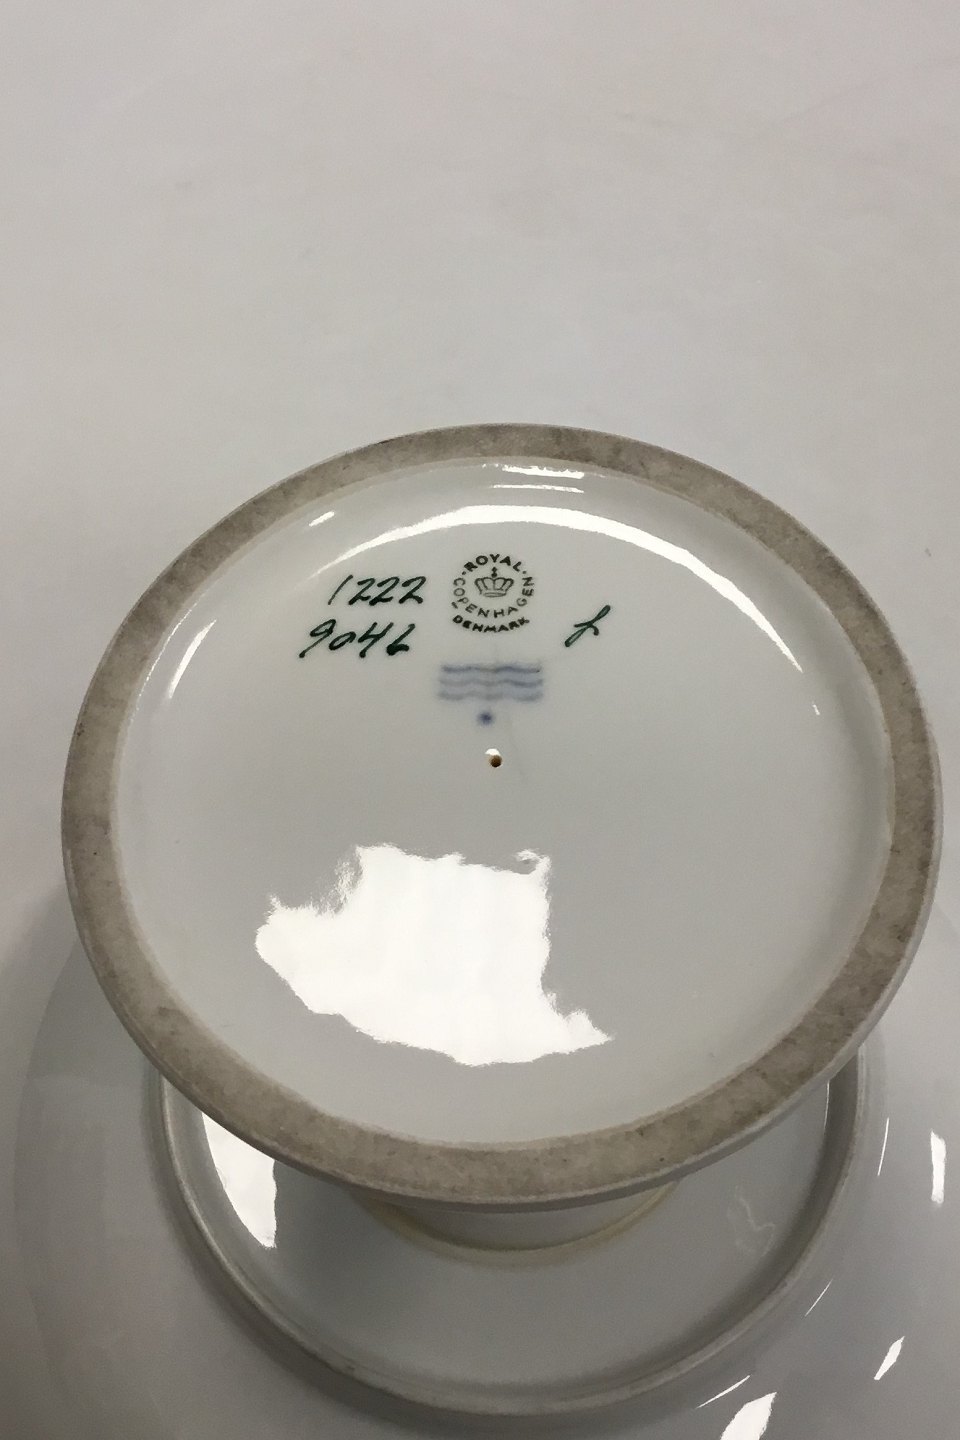 1222
9046
ROYAL
COPENHAGEN
DENMARK